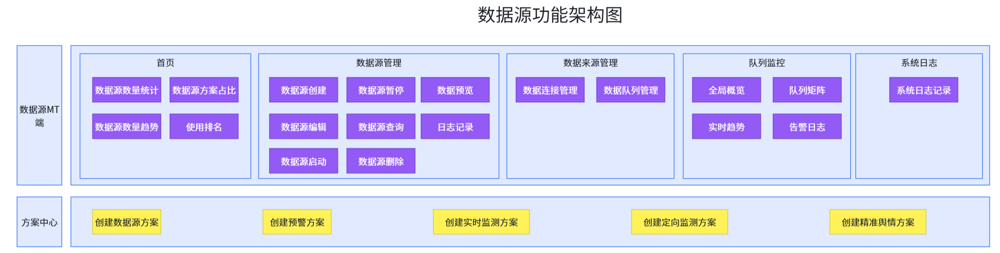 数据源功能架构图
数据源MT
端
首页
数据源数量统计
数据源方案占比
数据源数量趋势
使用排名
数据源管理
数据源创建
数据源暂停
数据预览
数据源编辑
数据源查询
日志记录
数据源启动
数据源删除
数据来源管理
数据连接管理
数据队列管理
队列监控
全局概览
队列矩阵
实时趋势
告警日志
系统日志
系统日志记录
方案中心
创建数据源方案
创建预警方案
创建实时监测方案
创建定向监测方案
创建精准舆情方案